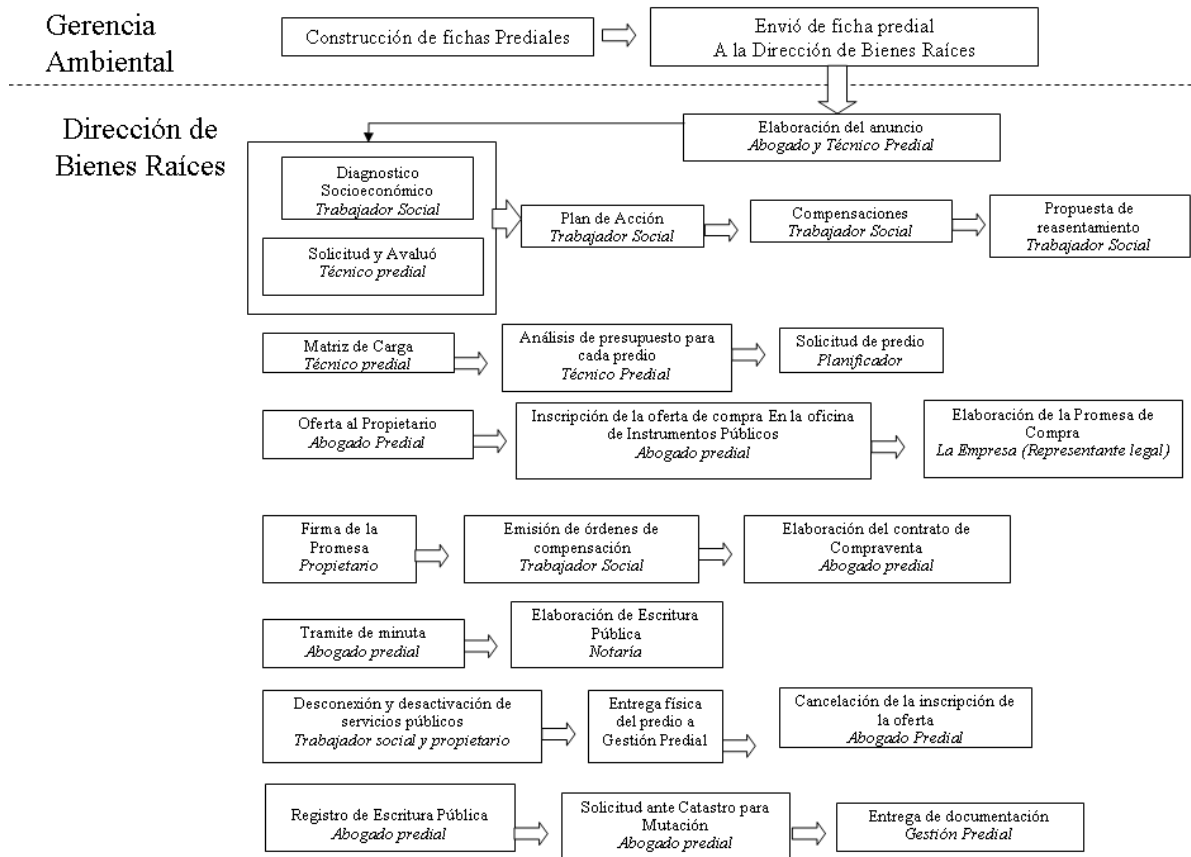 Gerencia
Ambiental
Construcción de fichas Prediales
Envió de ficha predial
A la Dirección de Bienes Raíces
Dirección de
Bienes Raíces
Elaboración del anuncio
Abogado y Técnico Predial
Diagnostico
Socioeconómico
Trabajador Social
Solicitud y Avaluó
Técnico predial
Plan de Acción
Trabajador Social
Compensaciones
Trabajador Social
Propuesta de
reasentamiento
Trabajador Social
Matriz de Carga
Técnico predial
Análisis de presupuesto para
cada predio
Técnico Predial
Solicitud de predio
Planificador
Oferta al Propietario
Abogado Predial
Inscripción de la oferta de compra En la oficina
de Instrumentos Públicos
Abogado predial
Elaboración de la Promesa de
Compra
La Empresa (Representante legal)
Firma de la
Promesa
Propietario
Emisión de órdenes de
compensación
Trabajador Social
Elaboración del contrato de
Compraventa
Abogado predial
Tramite de minuta
Abogado predial
Elaboración de Escritura
Pública
Notaría
Desconexión y desactivación de
servicios públicos
Trabajador social y propietario
Entrega física
del predio a
Gestión Predial
Cancelación de la inscripción de
la oferta
Abogado Predial
Registro de Escritura Pública
Abogado predial
Solicitud ante Catastro para
Mutación
Abogado predial
Entrega de documentación
Gestión Predial